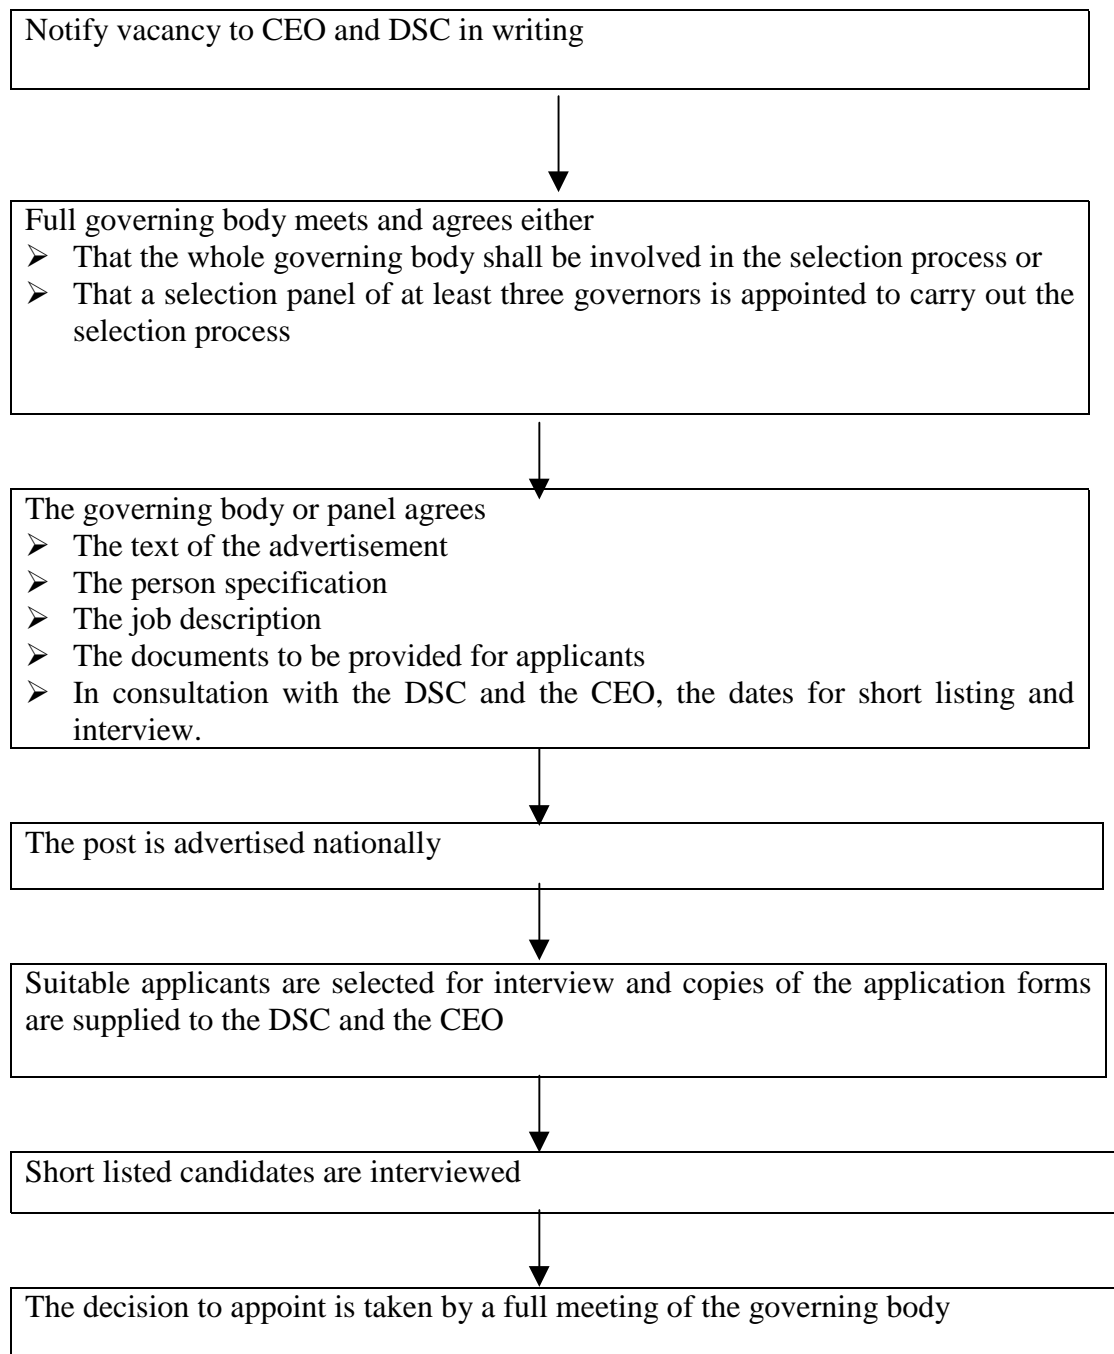 Notify vacancy to CEO and DSC in writing
Full governing body meets and agrees either
➢ That the whole governing body shall be involved in the selection process or
➢ That a selection panel of at least three governors is appointed to carry out the
selection process
The governing body or panel agrees
➢ The text of the advertisement
➢ The person specification
➢ The job description
➢ The documents to be provided for applicants
➢ In consultation with the DSC and the CEO, the dates for short listing and
interview.
The post is advertised nationally
Suitable applicants are selected for interview and copies of the application forms
are supplied to the DSC and the CEO
Short listed candidates are interviewed
The decision to appoint is taken by a full meeting of the governing body